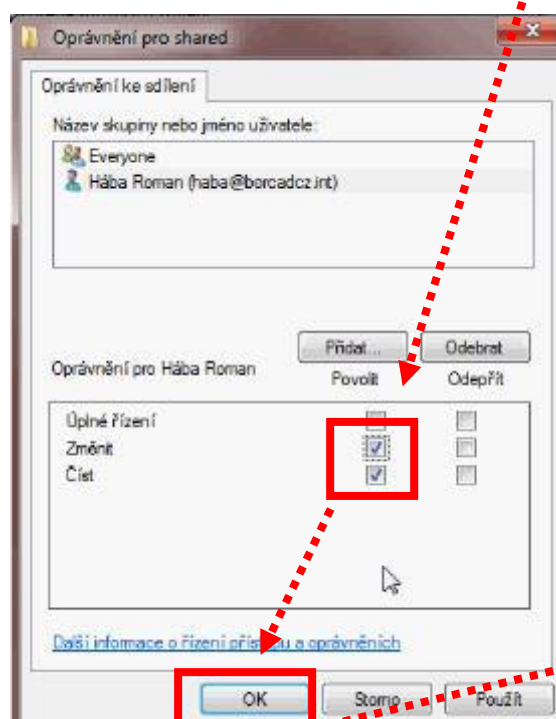 Oprávnění pro shared
Oprávnění ke sdílení
Název skupiny nebo jméno uživatele:
Everyone
Hába Roman (haba@borcadcz.int)
Přidat...
Odebrat
Oprávnění pro Hába Roman
Povolit
Odepřít
Úplné řízení
Změnit
Číst
Další informace o řízení přístupu a oprávněních
OK
Storno
Použít